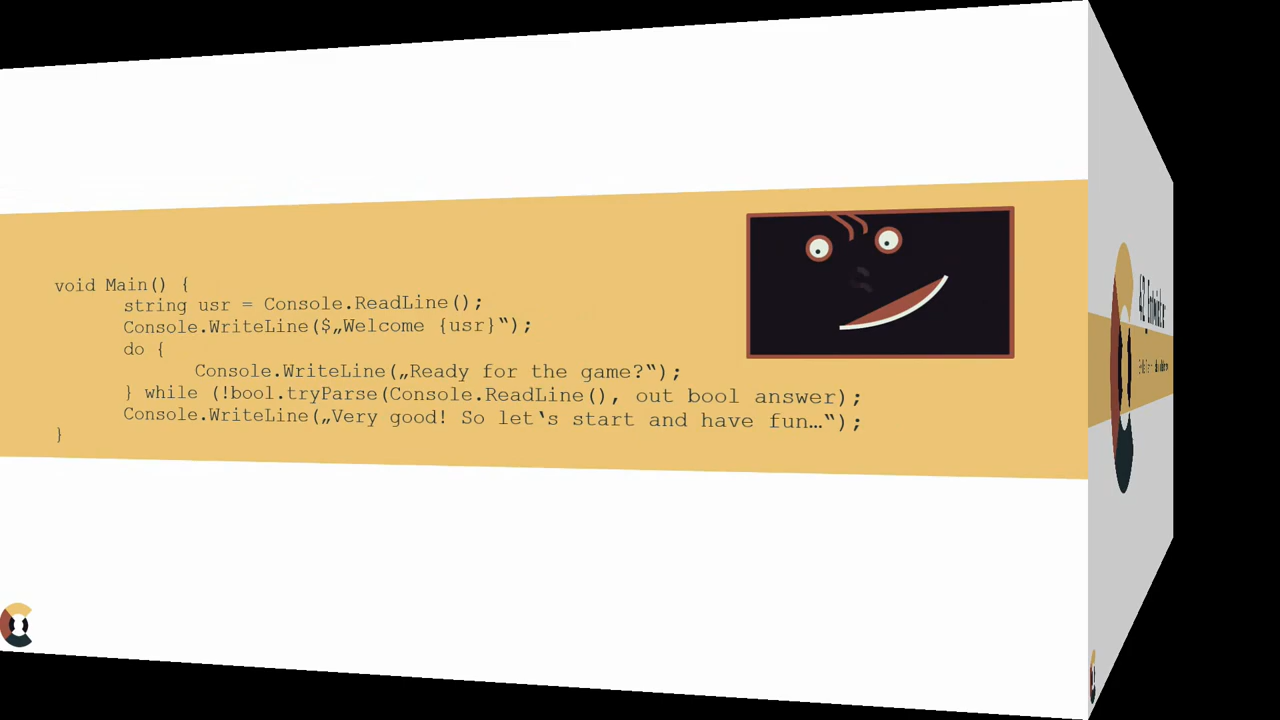 void Main() {
string usr = Console.ReadLine();
Console.WriteLine($„Welcome {usr}“);
do {
Console.WriteLine(„Ready for the game?“);
} while (!bool.tryParse(Console.ReadLine(), out bool answer);
Console.WriteLine(„Very good! So let‘s start and have fun…“);
}